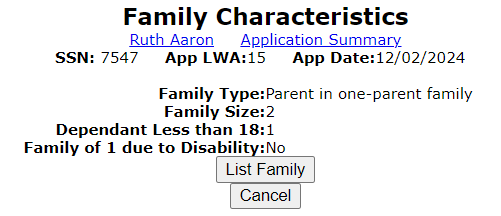 Family Characteristics
Ruth Aaron Application Summary
SSN: 7547 App LWA:15 App Date:12/02/2024
Family Type:Parent in one-parent family
Family Size:2
Dependant Less than 18:1
Family of 1 due to Disability:No
List Family
Cancel